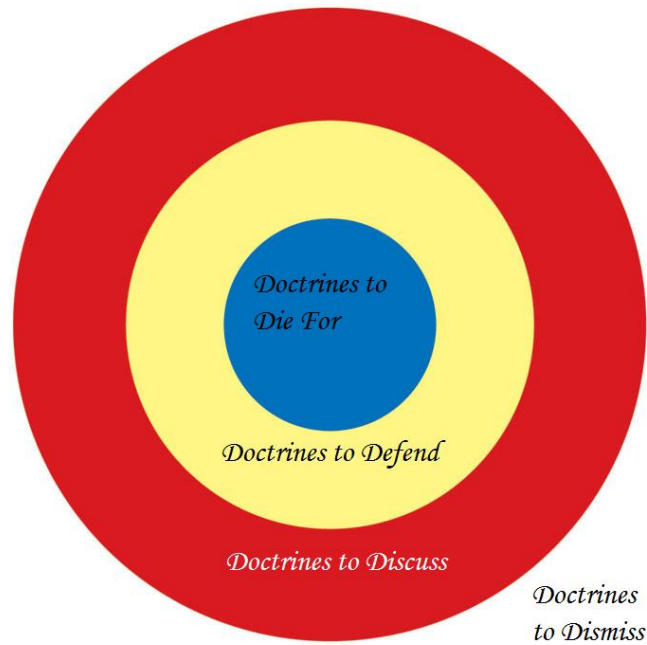 Doctrines to
Die For
Doctrines to Defend
Doctrines to Discuss
Doctrines
to Dismiss